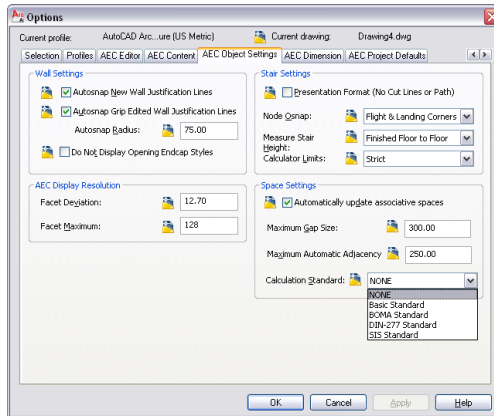 Options
Current profile: AutoCAD Arc...ure (US Metric) Current drawing: Drawing4.dwg
Selection Profiles AEC Editor AEC Content AEC Object Settings AEC Dimension AEC Project Defaults
Wall Settings
Autosnap New Wall Justification Lines
Autosnap Grip Edited Wall Justification Lines
Autosnap Radius: 75.00
Do Not Display Opening Endcap Styles
AEC Display Resolution
Facet Deviation: 12.70
Facet Maximum: 128
Stair Settings
Presentation Format (No Cut Lines or Path)
Node Osnap: Flight & Landing Corners
Measure Stair Height: Finished Floor to Floor
Calculator Limits: Strict
Space Settings
Automatically update associative spaces
Maximum Gap Size: 300.00
Maximum Automatic Adjacency 250.00
Calculation Standard: NONE
NONE
Basic Standard
BOMA Standard
DIN-277 Standard
SIS Standard
OK Cancel Apply Help